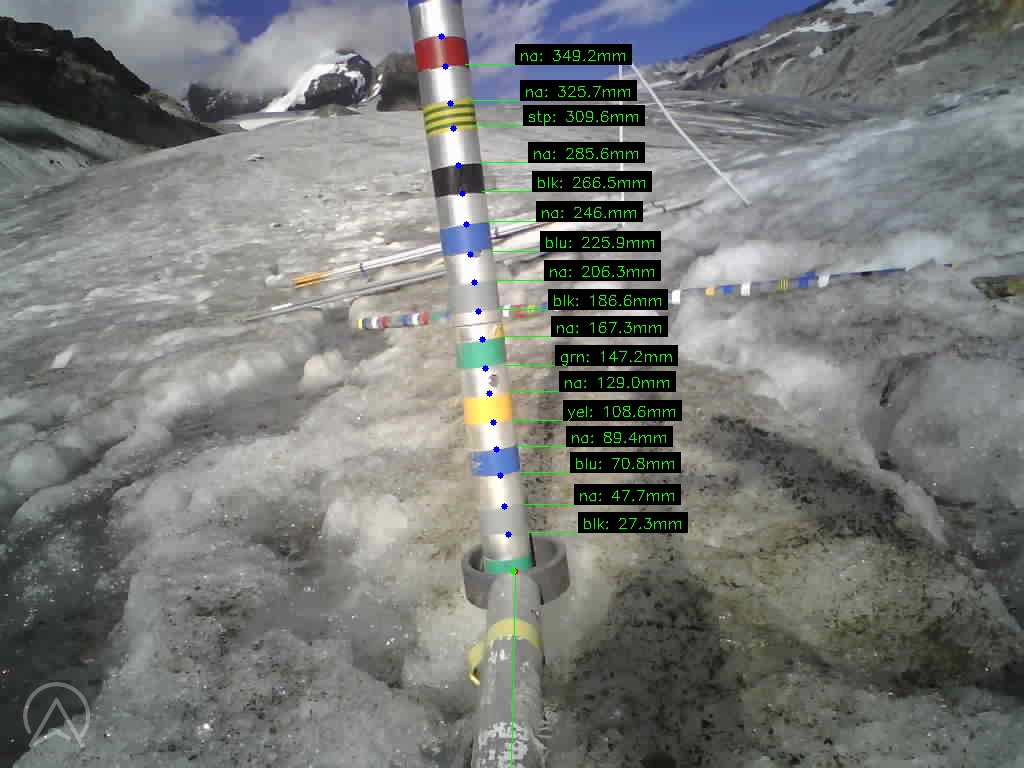 na: 349.2mm
na: 325.7mm
stp: 309.6mm
na: 285.6mm
blk: 266.5mm
na: 246.mm
blu: 225.9mm
na: 206.3mm
blk: 186.6mm
na: 167.3mm
grn: 147.2mm
na: 129.0mm
yel: 108.6mm
na: 89.4mm
blu: 70.8mm
na: 47.7mm
blk: 27.3mm